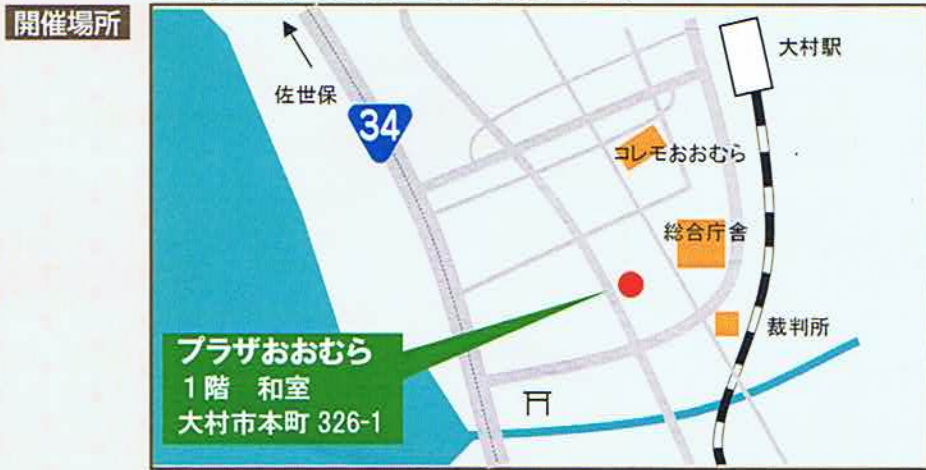 開催場所
大村駅
佐世保
34
コレモおおむら
総合庁舎
裁判所
プラザおおむら
1階 和室
大村市本町 326-1